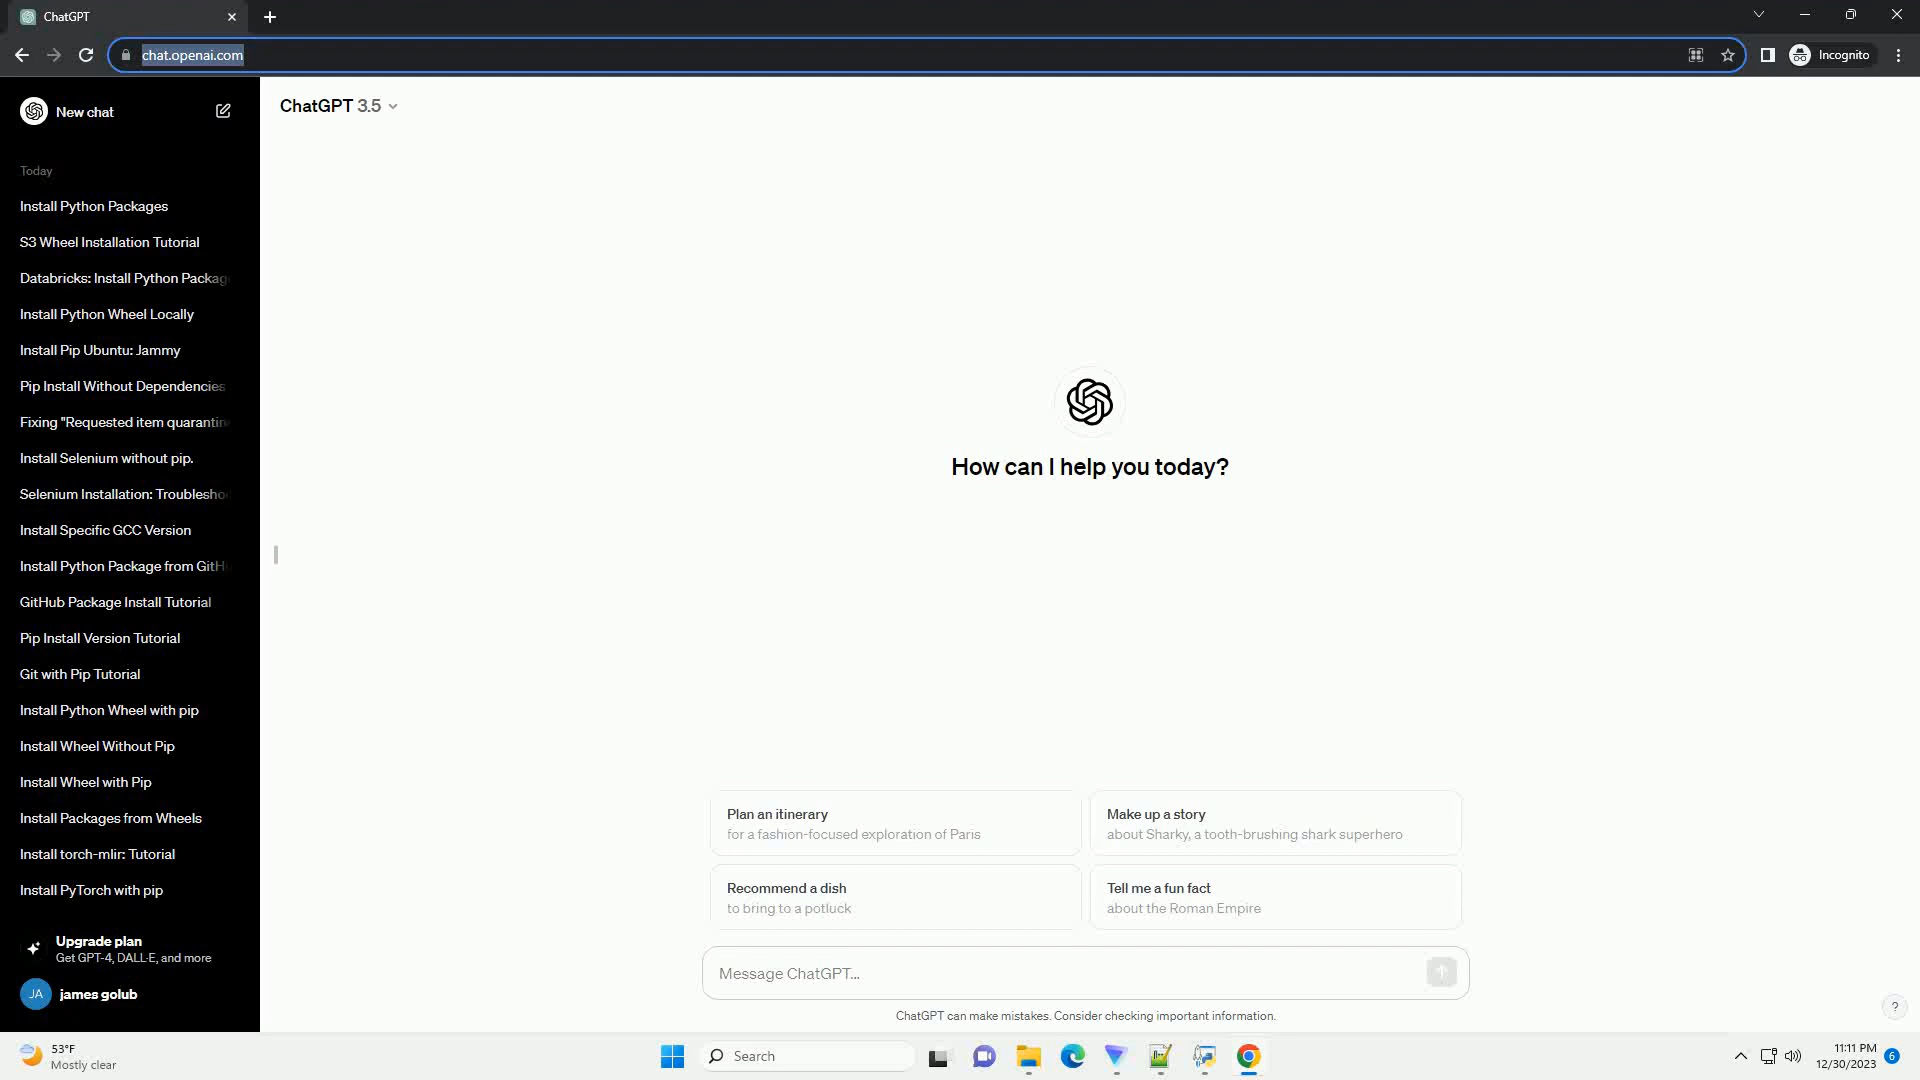 ChatGPT
chat.openai.com
Incognito
New chat
ChatGPT 3.5
Today
Install Python Packages
S3 Wheel Installation Tutorial
Databricks: Install Python Packag
Install Python Wheel Locally
Install Pip Ubuntu: Jammy
Pip Install Without Dependencies
Fixing "Requested item quarantin
Install Selenium without pip.
Selenium Installation: Troublesho
Install Specific GCC Version
Install Python Package from GitH
GitHub Package Install Tutorial
Pip Install Version Tutorial
Git with Pip Tutorial
Install Python Wheel with pip
Install Wheel Without Pip
Install Wheel with Pip
Install Packages from Wheels
Install torch-mlir: Tutorial
Install PyTorch with pip
Upgrade plan
Get GPT-4, DALL·E, and more
JA james golub
How can I help you today?
Plan an itinerary
for a fashion-focused exploration of Paris
Make up a story
about Sharky, a tooth-brushing shark superhero
Recommend a dish
to bring to a potluck
Tell me a fun fact
about the Roman Empire
Message ChatGPT...
ChatGPT can make mistakes. Consider checking important information.
?
53°F
Mostly clear
Search
11:11 PM
12/30/2023
6